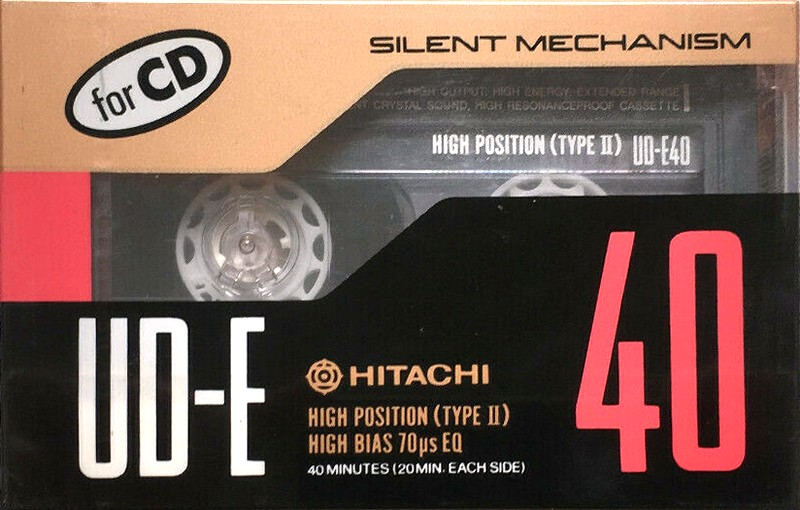 SILENT MECHANISM
for CD
HIGH OUTPUT, HIGH ENERGY, EXTENDED RANGE
CRYSTAL SOUND, HIGH RESONANCEPROOF CASSETTE
HIGH POSITION (TYPE II) UD-E40
40
UD-E
HITACHI
HIGH POSITION (TYPE II)
HIGH BIAS 70µs EQ
40 MINUTES (20 MIN. EACH SIDE)